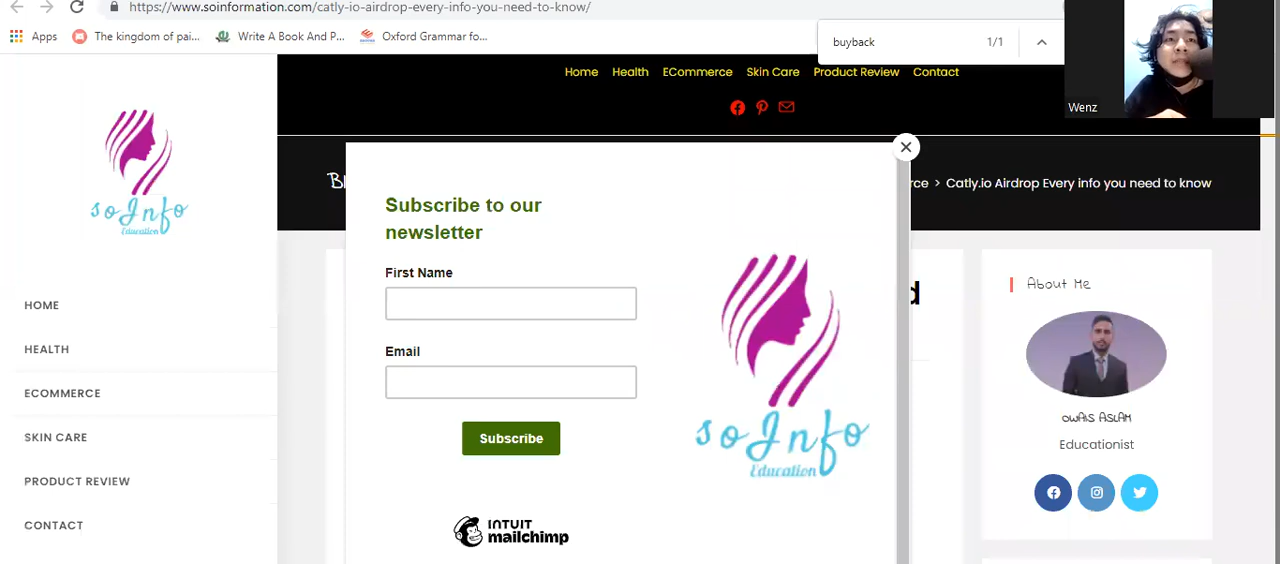 https://www.soinformation.com/catly-io-airdrop-every-info-you-need-to-know/
Apps
The kingdom of pai...
Write A Book And P...
Oxford Grammar fo...
buyback
1/1
Wenz
Home Health ECommerce Skin Care Product Review Contact
soInfo
Education
HOME
HEALTH
ECOMMERCE
SKIN CARE
PRODUCT REVIEW
CONTACT
> Catly.io Airdrop Every info you need to know
Subscribe to our
newsletter
First Name
Email
Subscribe
INTUIT
mailchimp
soInfo
Education
About Me
OWAIS ASLAM
Educationist